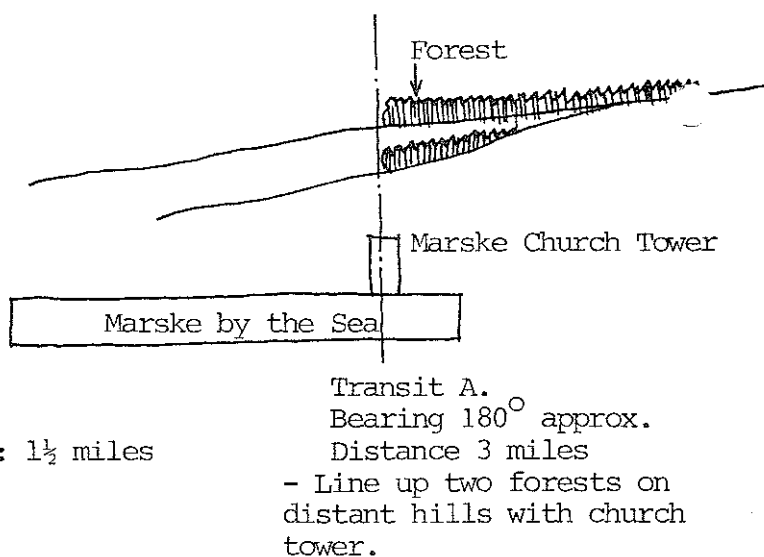 Forest
Marske Church Tower
Marske by the Sea
Transit A.
Bearing 180° approx.
: 1½ miles
Distance 3 miles
- Line up two forests on
distant hills with church
tower.